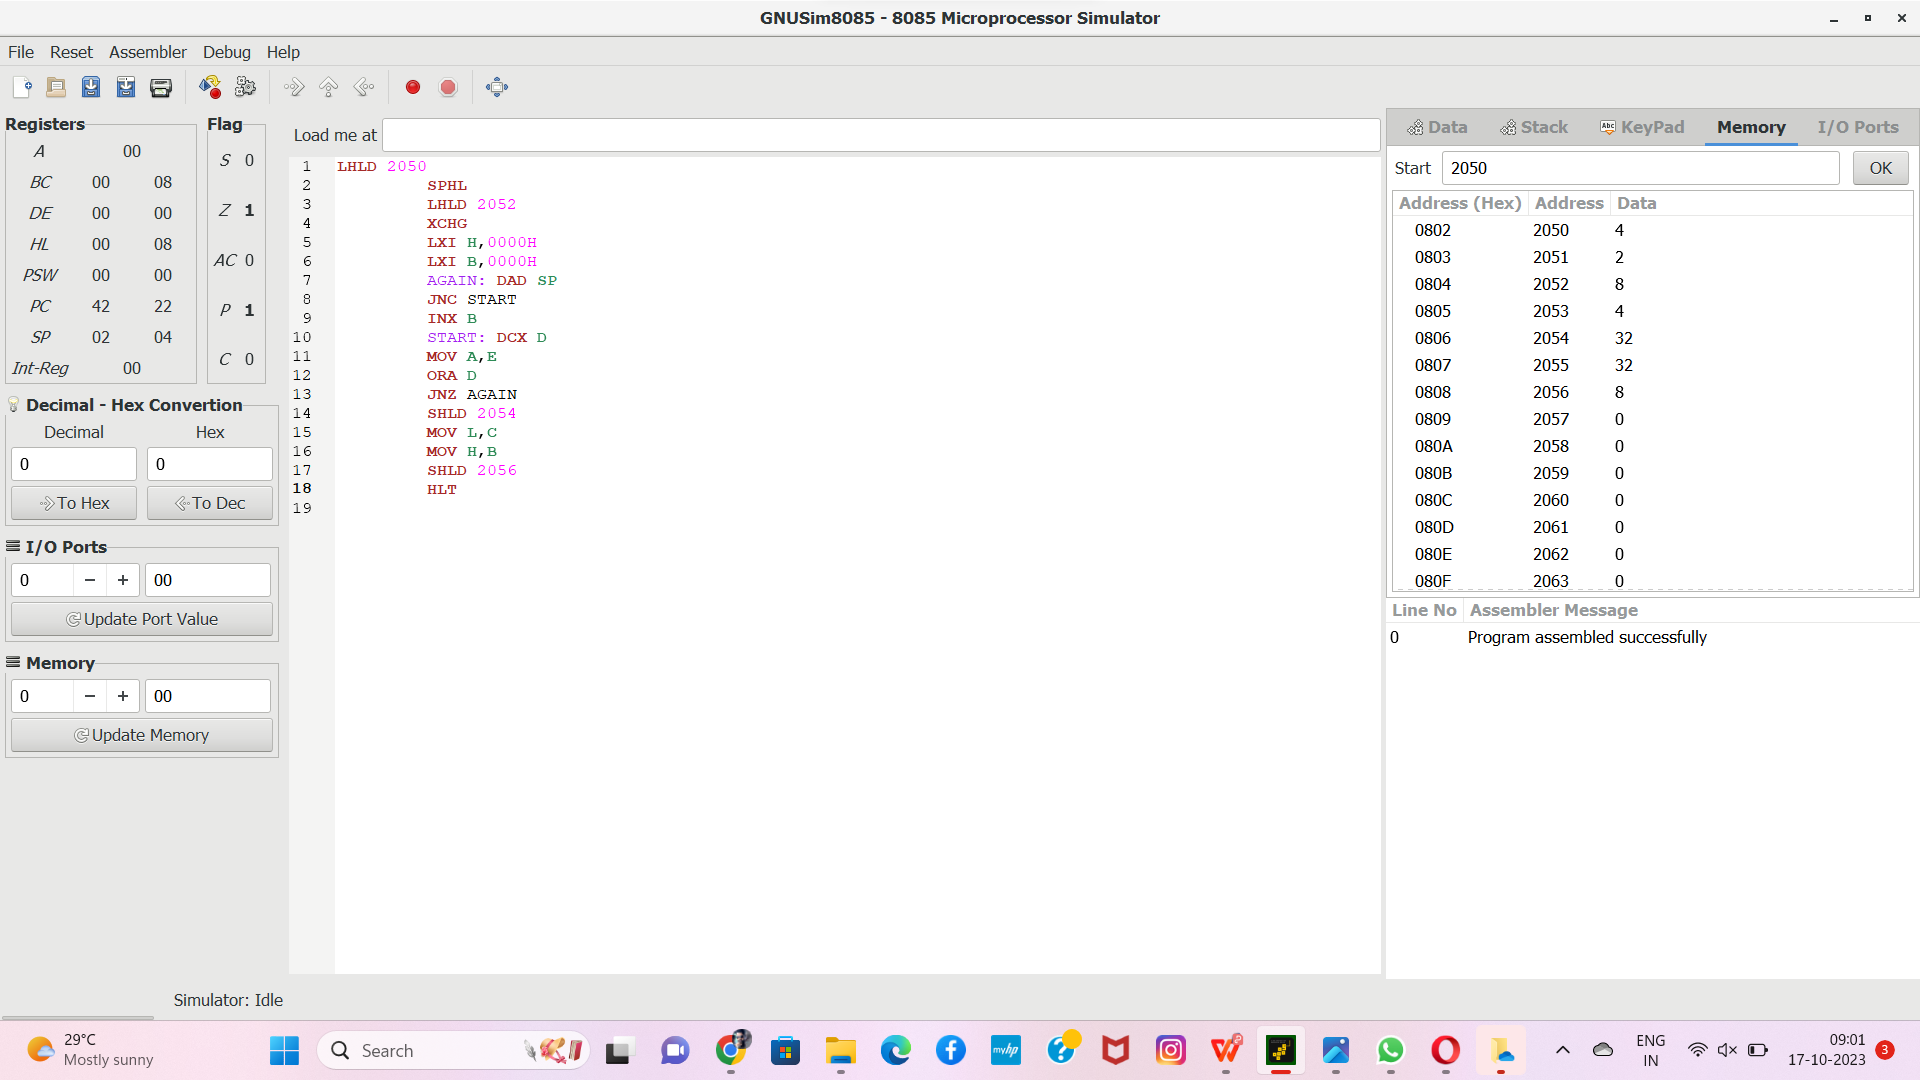 GNUSim8085 - 8085 Microprocessor Simulator
File Reset Assembler Debug Help
Registers
A 00
BC 00 08
DE 00 00
HL 00 08
PSW 00 00
PC 42 22
SP 02 04
Int-Reg 00
Flag
S 0
Z 1
AC 0
P 1
C 0
Decimal - Hex Convertion
Decimal Hex
0 0
To Hex To Dec
I/O Ports
0 − + 00
Update Port Value
Memory
0 − + 00
Update Memory
Load me at
1 LHLD 2050
2 SPHL
3 LHLD 2052
4 XCHG
5 LXI H,0000H
6 LXI B,0000H
7 AGAIN: DAD SP
8 JNC START
9 INX B
10 START: DCX D
11 MOV A,E
12 ORA D
13 JNZ AGAIN
14 SHLD 2054
15 MOV L,C
16 MOV H,B
17 SHLD 2056
18 HLT
19
Data Stack Abc KeyPad Memory I/O Ports
Start 2050 OK
Address (Hex) Address Data
0802 2050 4
0803 2051 2
0804 2052 8
0805 2053 4
0806 2054 32
0807 2055 32
0808 2056 8
0809 2057 0
080A 2058 0
080B 2059 0
080C 2060 0
080D 2061 0
080E 2062 0
080F 2063 0
Line No Assembler Message
0 Program assembled successfully
Simulator: Idle
29°C
Mostly sunny
Search
myhp
ENG
IN
09:01
17-10-2023
3